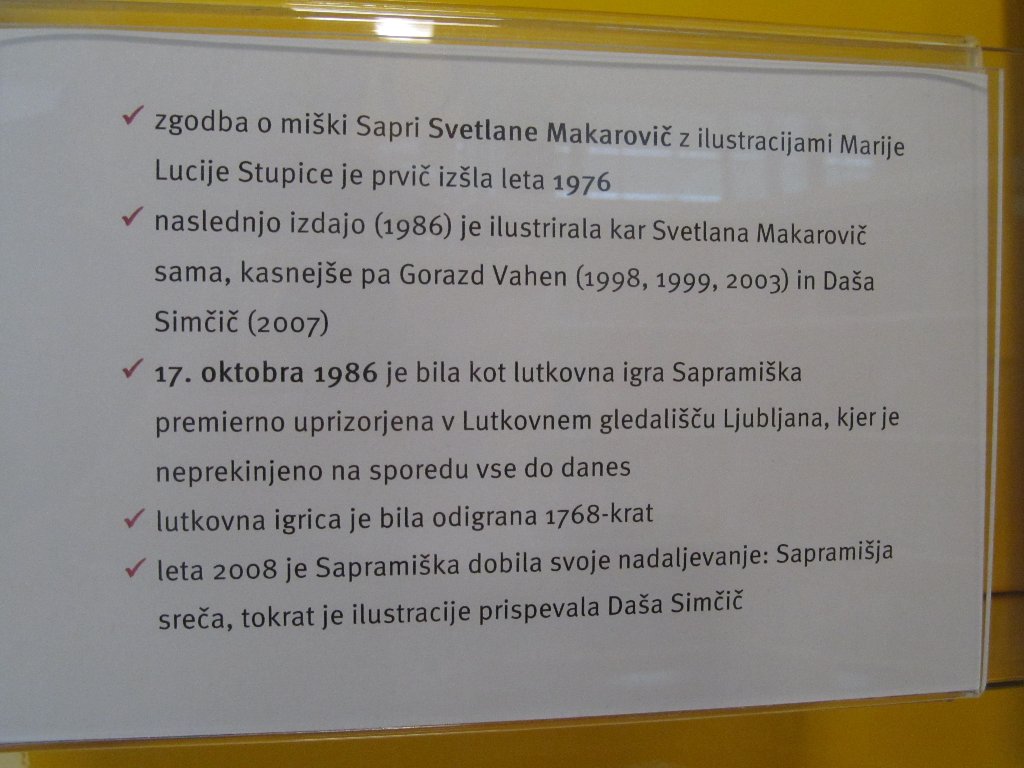 ✓ zgodba o miški Sapri Svetlane Makarovič z ilustracijami Marije
Lucije Stupice je prvič izšla leta 1976
✓ naslednjo izdajo (1986) je ilustrirala kar Svetlana Makarovič
sama, kasnejše pa Gorazd Vahen (1998, 1999, 2003) in Daša
Simčič (2007)
✓ 17. oktobra 1986 je bila kot lutkovna igra Sapramiška
premierno uprizorjena v Lutkovnem gledališču Ljubljana, kjer je
neprekinjeno na sporedu vse do danes
✓ lutkovna igrica je bila odigrana 1768-krat
✓ leta 2008 je Sapramiška dobila svoje nadaljevanje: Sapramišja
sreča, tokrat je ilustracije prispevala Daša Simčič